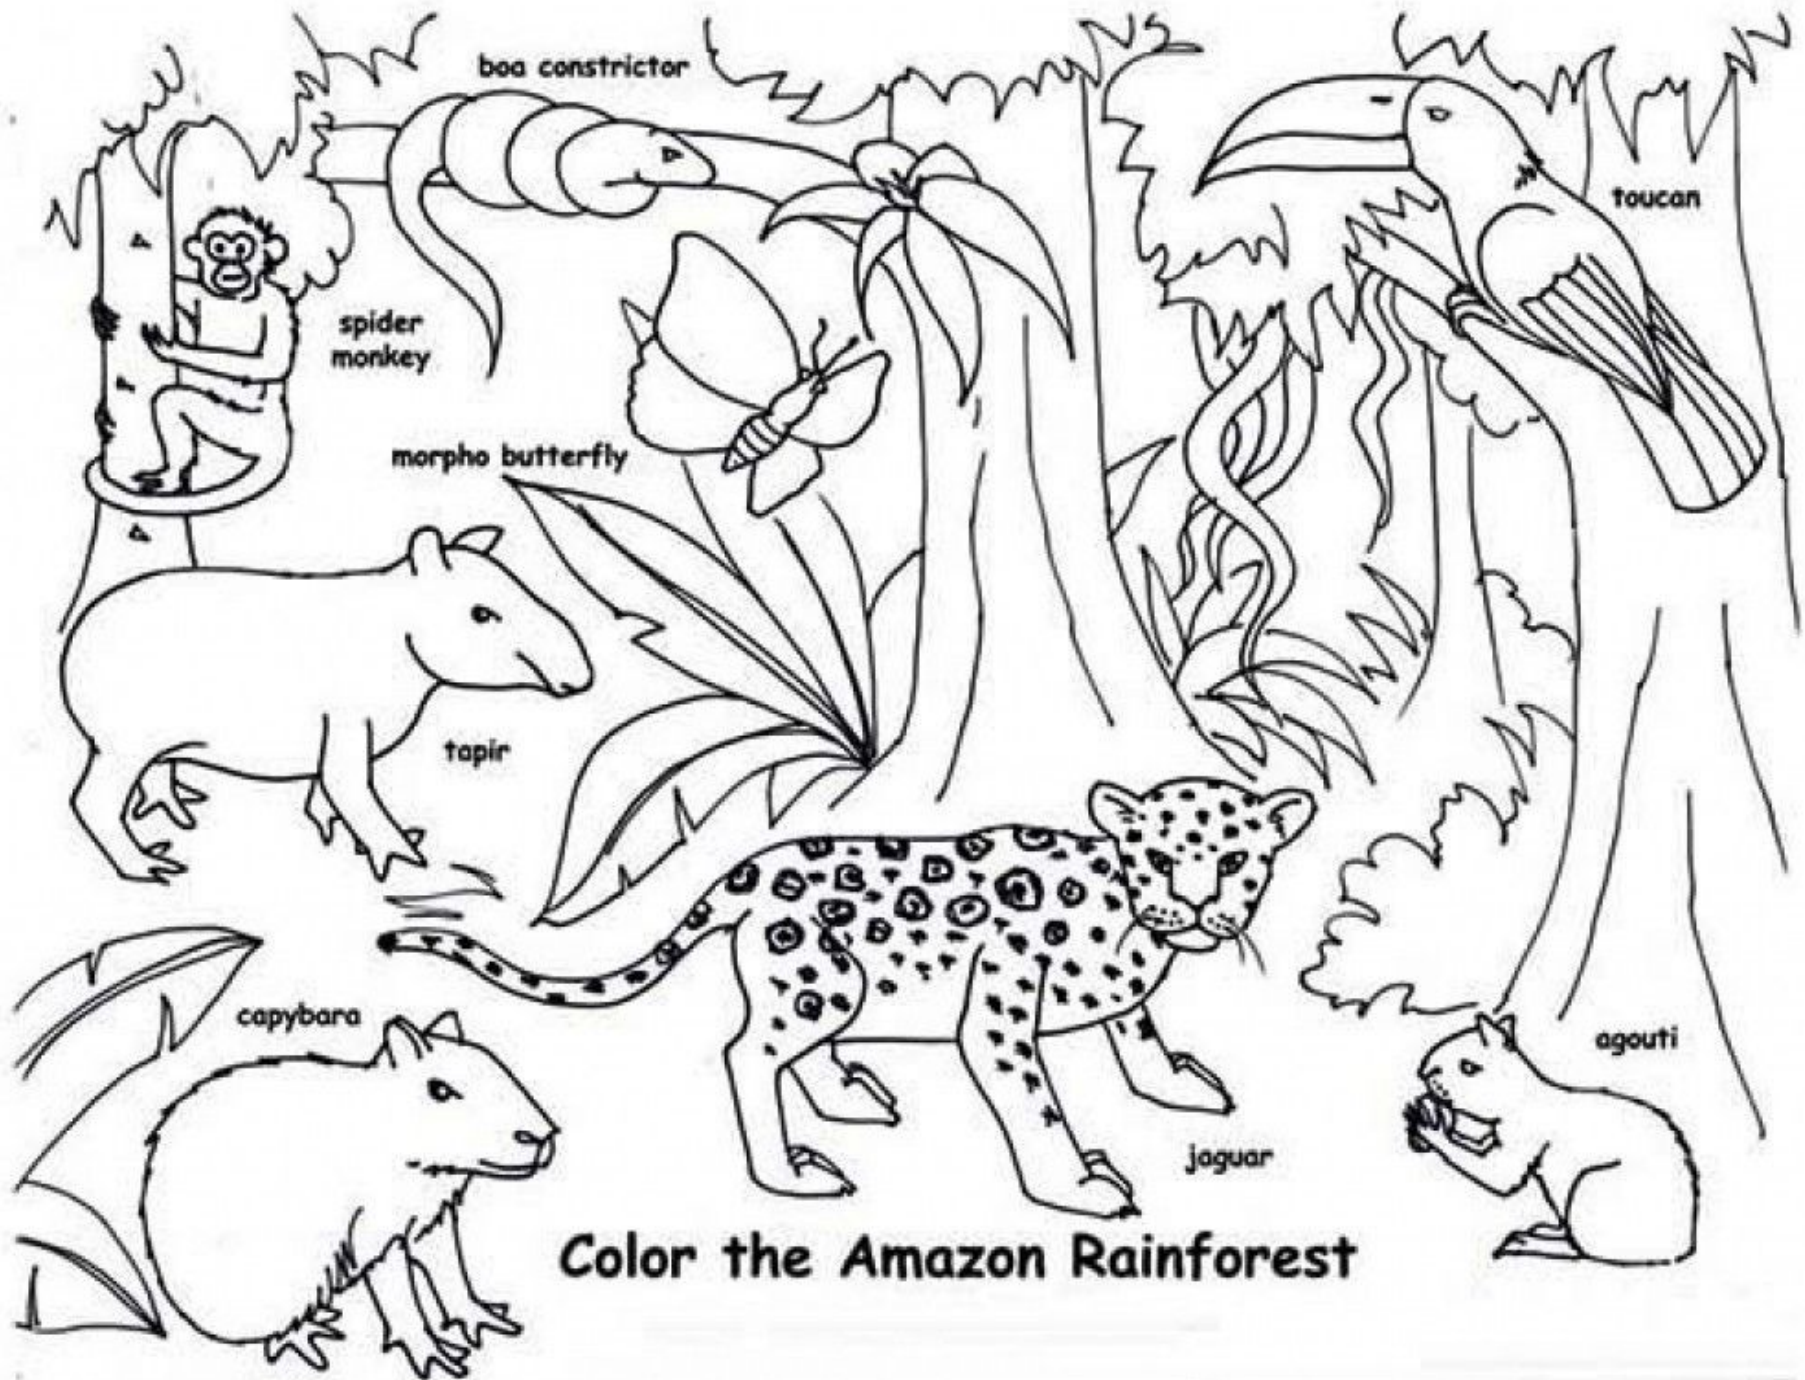 boa constrictor
toucan
spider
monkey
morpho butterfly
tapir
capybara
agouti
jaguar
Color the Amazon Rainforest